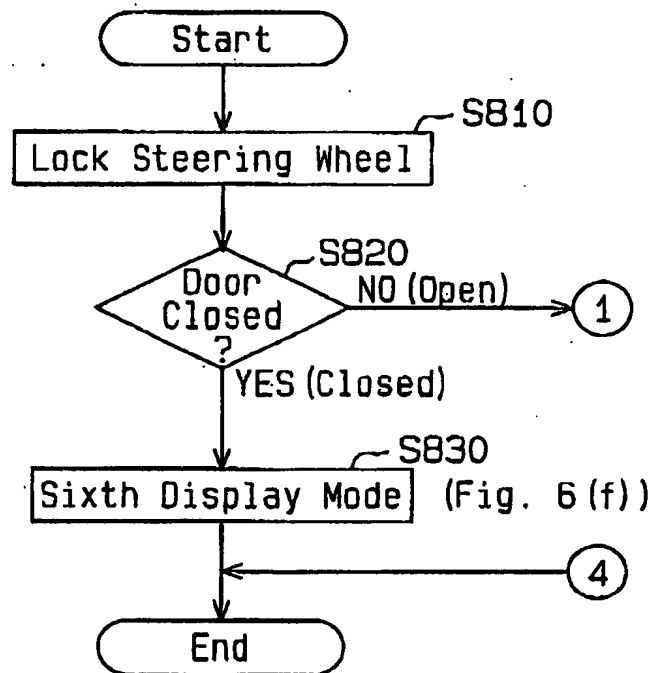 Start
S810
Lock Steering Wheel
S820
Door
Closed
?
NO (Open)
1
YES (Closed)
S830
Sixth Display Mode (Fig. 6 (f))
4
End